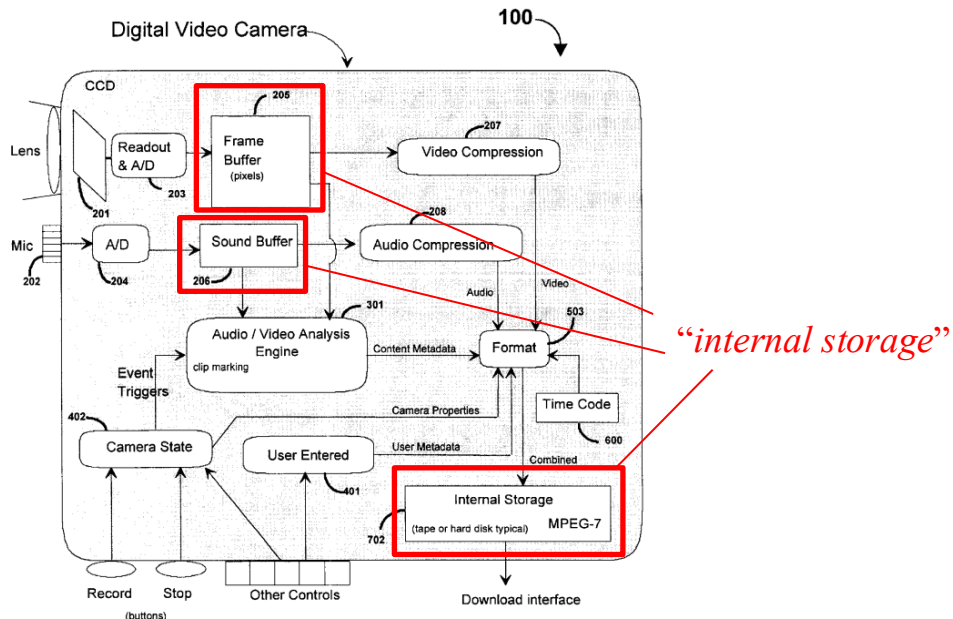 100
Digital Video Camera
CCD
205
Frame
Buffer
(pixels)
207
Video Compression
Lens
Readout
& A/D
203
201
208
Audio Compression
Mic
202
A/D
204
Sound Buffer
206
Audio
Video
301
Audio / Video Analysis
Engine
clip marking
Content Metadata
503
Format
“internal storage”
Event
Triggers
Time Code
600
402
Camera State
Camera Properties
User Metadata
User Entered
401
Combined
Internal Storage
(tape or hard disk typical)
MPEG-7
702
Record
Stop
(buttons)
Other Controls
Download interface